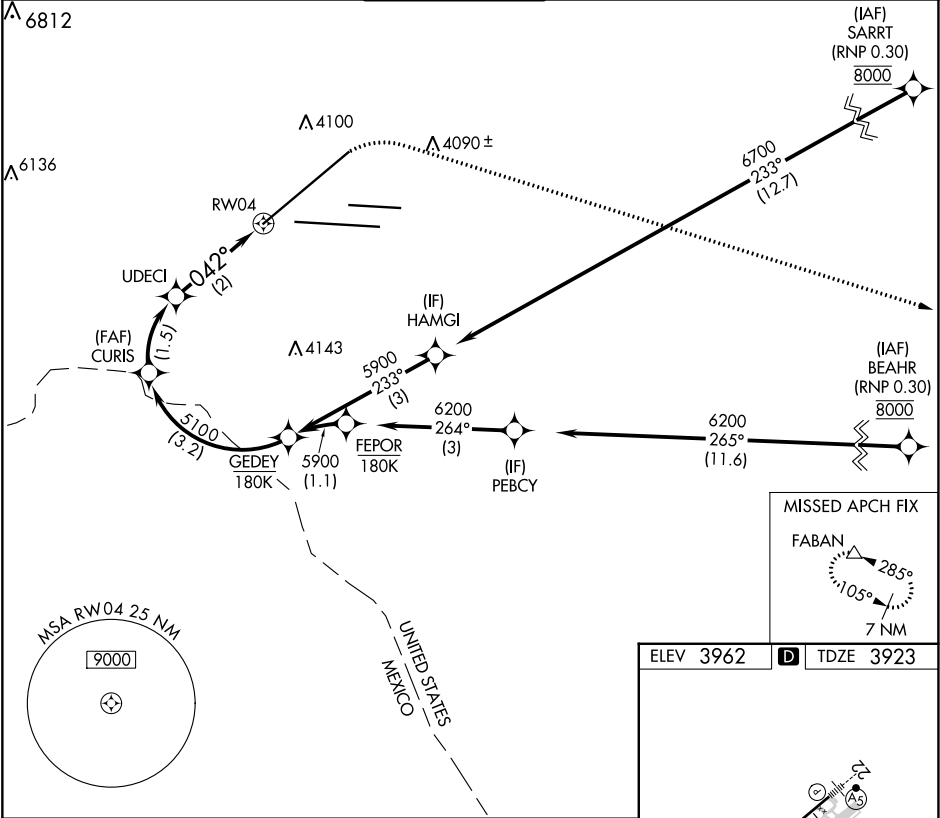 6812
(IAF)
SARRT
(RNP 0.30)
8000
4100
4090 ±
6136
6700
233°
(12.7)
RW04
042°
(2)
UDECI
(IF)
HAMGI
(FAF)
CURIS
(1.5)
4143
5900
233°
(3)
(IAF)
BEAHR
(RNP 0.30)
8000
5100
(3.2)
GEDEY
180K
5900
(1.1)
FEPOR
180K
6200
264°
(3)
(IF)
PEBCY
6200
265°
(11.6)
MISSED APCH FIX
FABAN
285°
105°
7 NM
MSA RW04 25 NM
9000
UNITED STATES
MEXICO
ELEV 3962 D TDZE 3923
22
P
A5